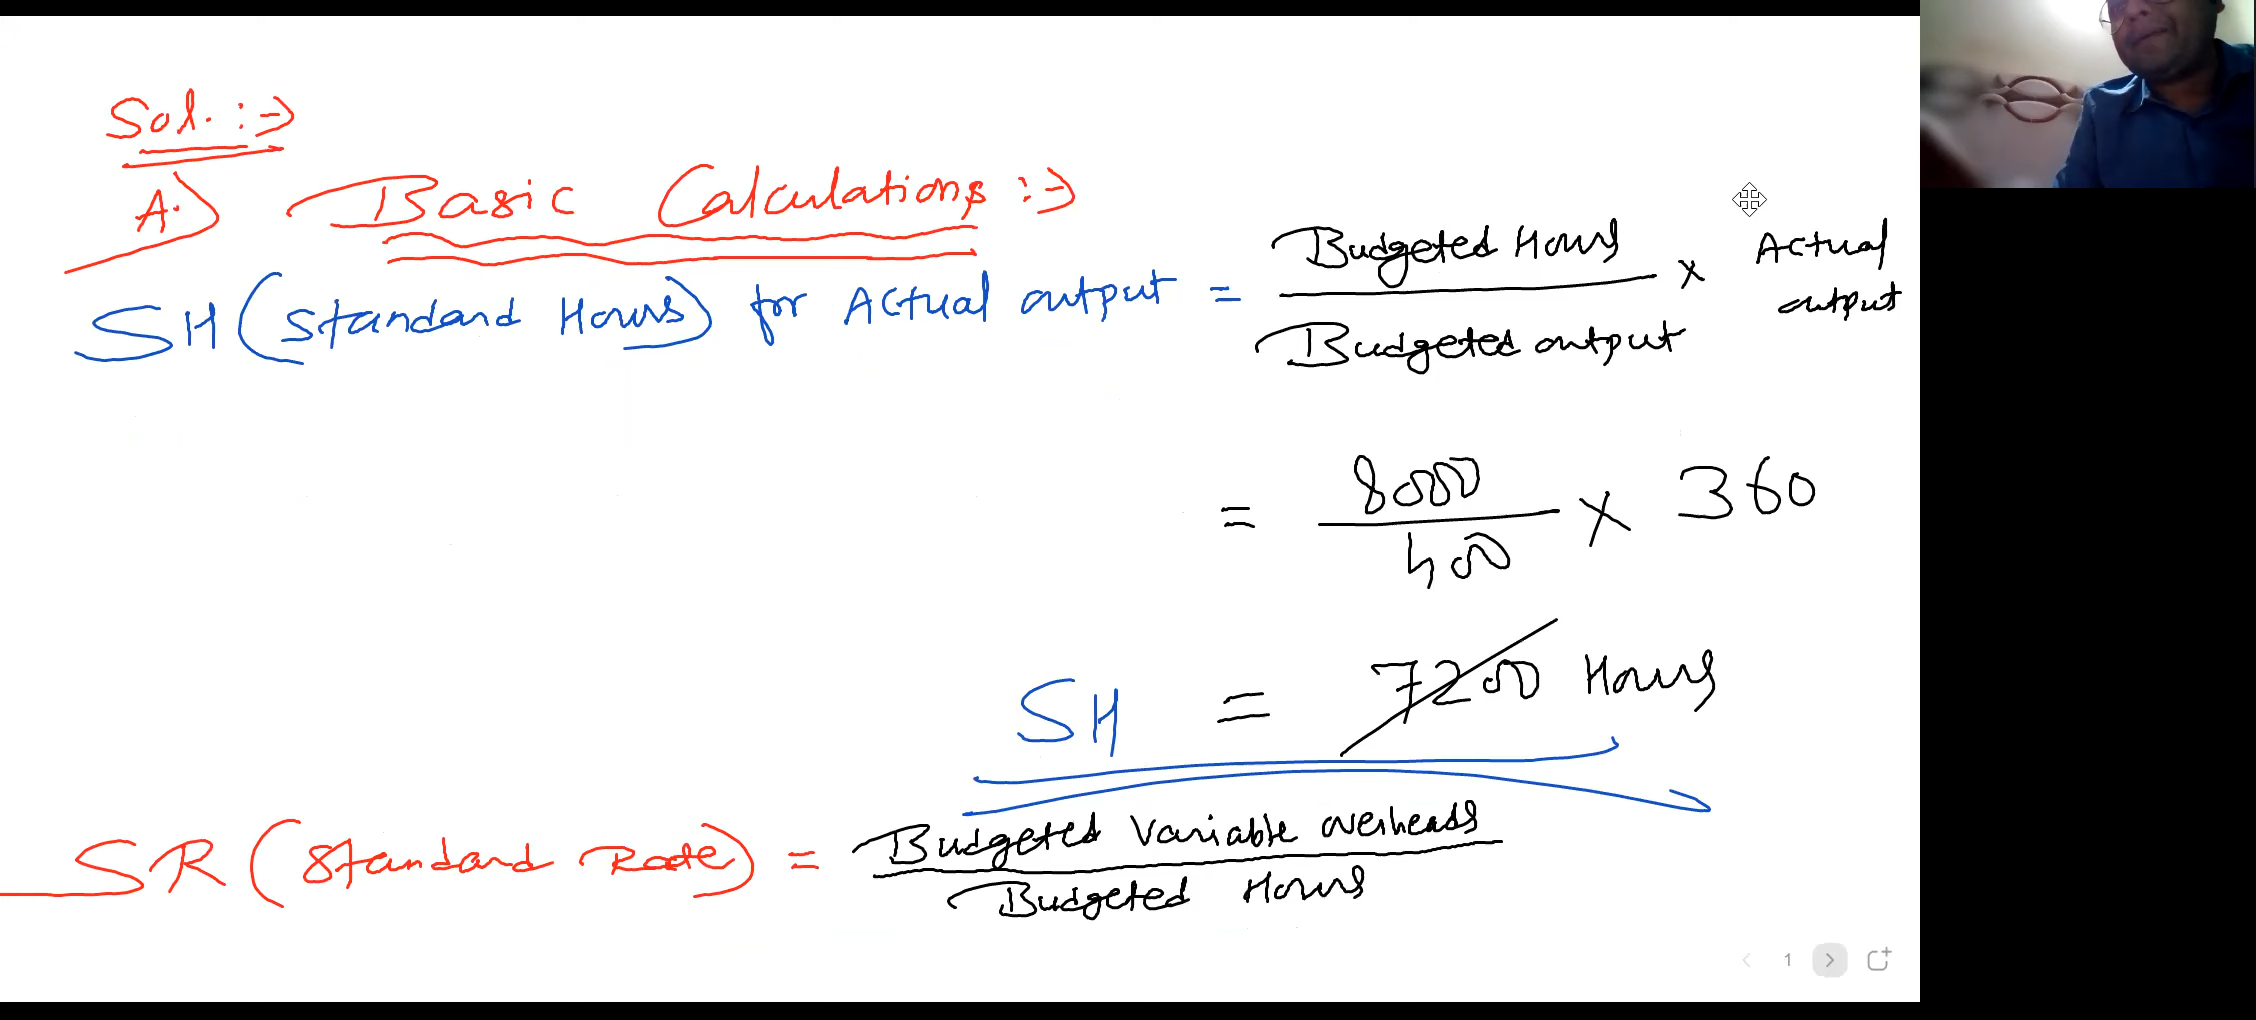 Sol. :->
A.) Basic Calculations :->
SH (Standard Hours) for Actual output = Budgeted Hours / Budgeted output × Actual output
= 8000 / 400 × 360
SH = 7200 Hours
SR (Standard Rate) = Budgeted Variable overheads / Budgeted Hours
1